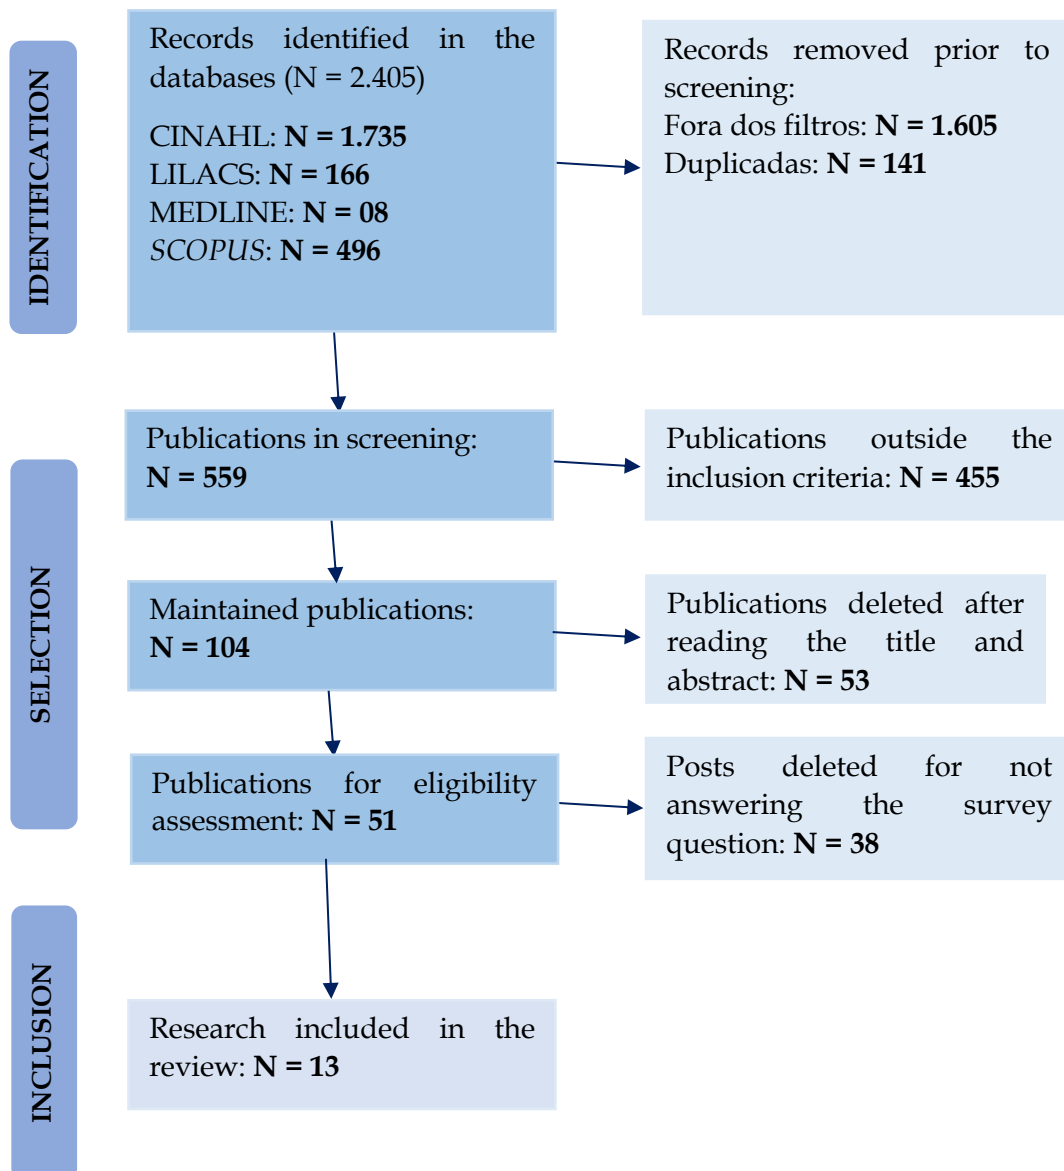 IDENTIFICATION
Records identified in the
databases (N = 2.405)
CINAHL: N = 1.735
LILACS: N = 166
MEDLINE: N = 08
SCOPUS: N = 496
Records removed prior to
screening:
Fora dos filtros: N = 1.605
Duplicadas: N = 141
SELECTION
Publications in screening:
N = 559
Publications outside the
inclusion criteria: N = 455
Maintained publications:
N = 104
Publications deleted after
reading the title and
abstract: N = 53
Publications for eligibility
assessment: N = 51
Posts deleted for not
answering the survey
question: N = 38
INCLUSION
Research included in the
review: N = 13